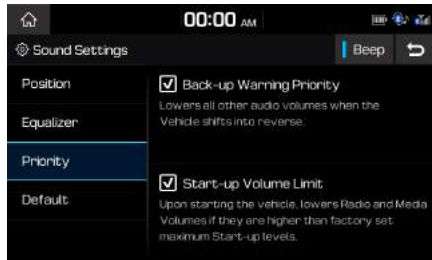 00:00 AM
Sound Settings
Beep
Position
Back-up Warning Priority
Lowers all other audio volumes when the
Vehicle shifts into reverse.
Equalizer
Priority
Start-up Volume Limit
Default
Upon starting the vehicle, lowers Radio and Media
Volumes if they are higher than factory set
maximum Start-up levels.